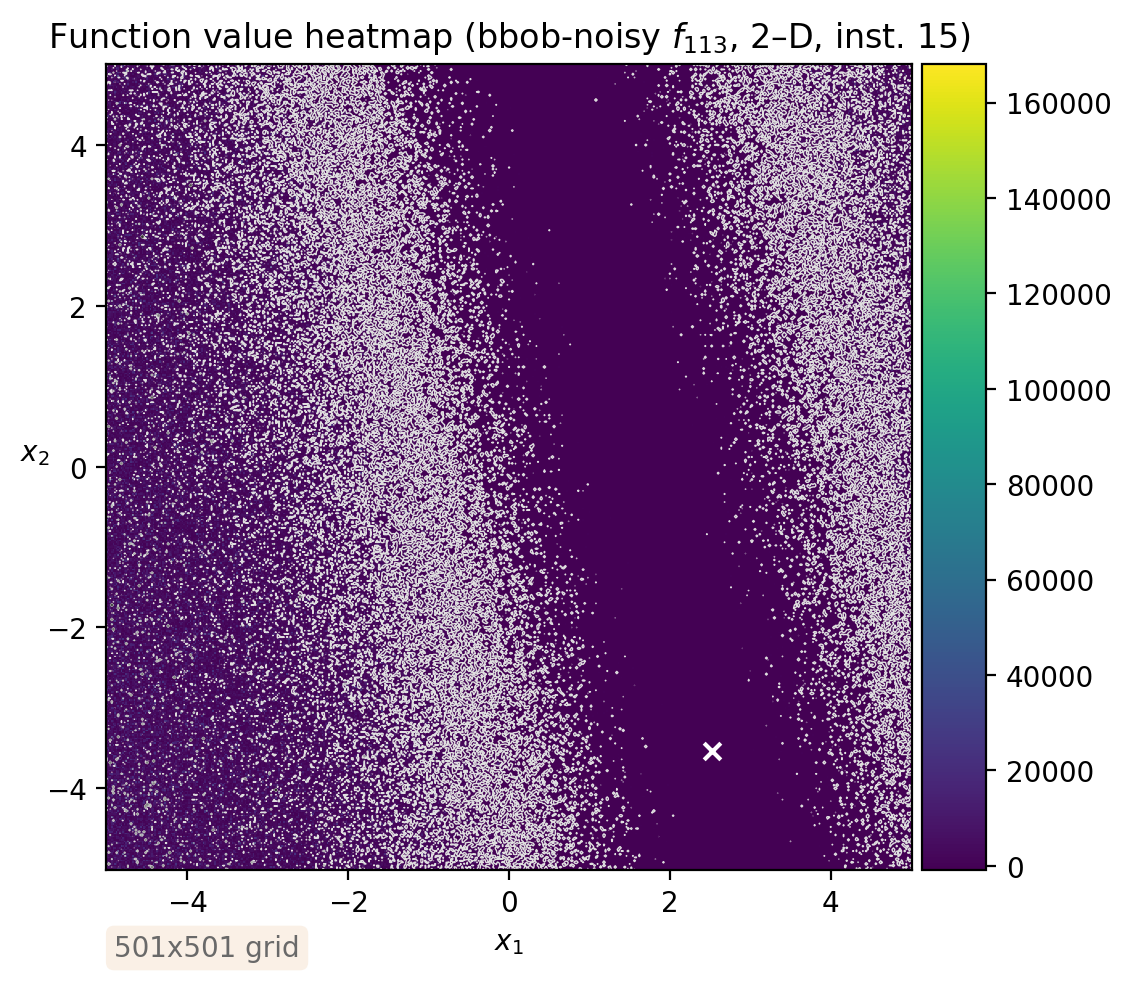 Function value heatmap (bbob-noisy f113, 2–D, inst. 15)
160000
140000
120000
100000
80000
60000
40000
20000
0
4
2
0
−2
−4
x2
−4 −2 0 2 4
x1
501x501 grid